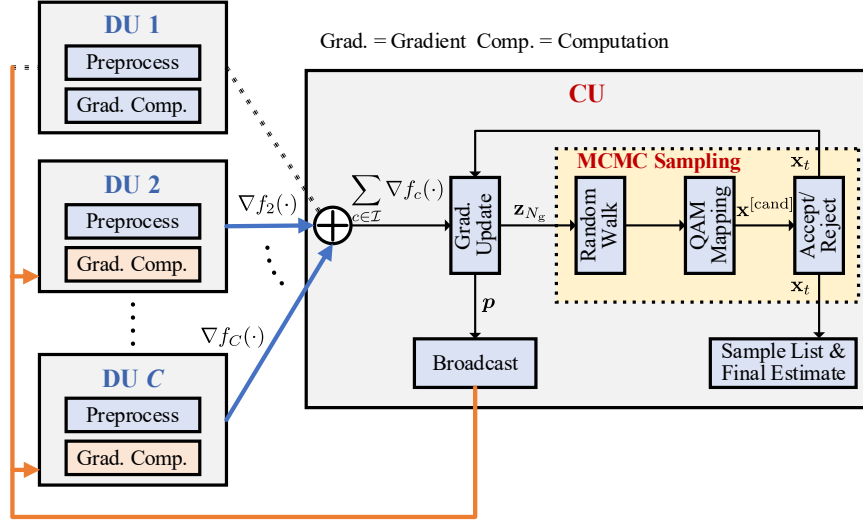 DU 1
Preprocess
Grad. Comp.
Grad. = Gradient Comp. = Computation
CU
DU 2
Preprocess
Grad. Comp.
∇f₂(·)
∑ ∇f_c(·)
c∈ℐ
Grad.
Update
z_{N_g}
MCMC Sampling
Random
Walk
QAM
Mapping
x^{[cand]}
Accept/
Reject
x_t
x_t
p
Broadcast
Sample List &
Final Estimate
∇f_C(·)
DU C
Preprocess
Grad. Comp.